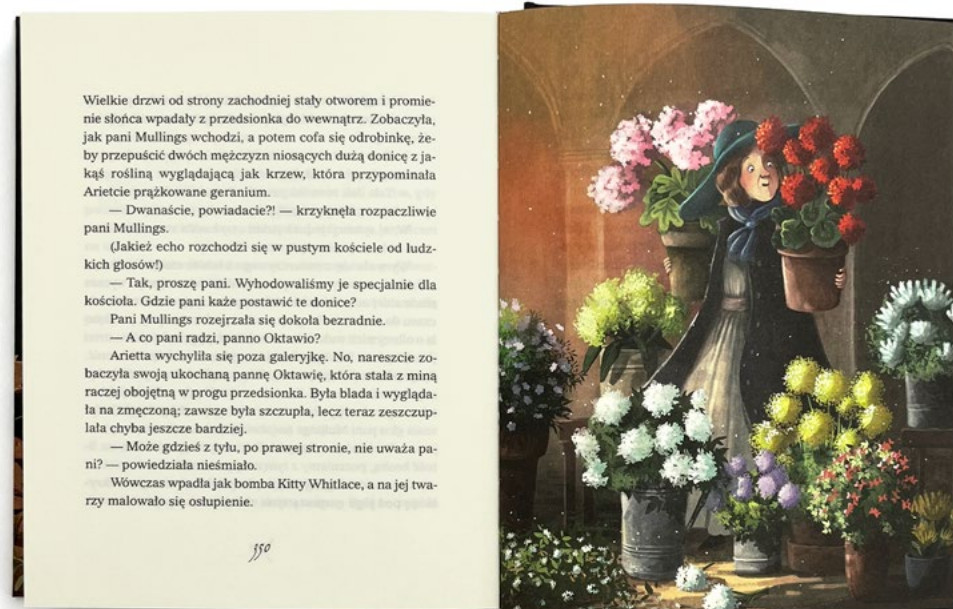 Wielkie drzwi od strony zachodniej stały otworem i promie-
nie słońca wpadały z przedsionka do wewnątrz. Zobaczyła,
jak pani Mullings wchodzi, a potem cofa się odrobinkę, że-
by przepuścić dwóch mężczyzn niosących dużą donicę z ja-
kąś rośliną wyglądającą jak krzew, która przypominała
Arietcie prążkowane geranium.
— Dwanaście, powiadacie?! — krzyknęła rozpaczliwie
pani Mullings.
(Jakież echo rozchodzi się w pustym kościele od ludz-
kich głosów!)
— Tak, proszę pani. Wyhodowaliśmy je specjalnie dla
kościoła. Gdzie pani każe postawić te donice?
Pani Mullings rozejrzała się dokoła bezradnie.
— A co pani radzi, panno Oktawio?
Arietta wychyliła się poza galeryjkę. No, nareszcie zo-
baczyła swoją ukochaną pannę Oktawię, która stała z miną
raczej obojętną w progu przedsionka. Była blada i wygląda-
ła na zmęczoną; zawsze była szczupła, lecz teraz zeszczup-
lała chyba jeszcze bardziej.
— Może gdzieś z tyłu, po prawej stronie, nie uważa pa-
ni? — powiedziała nieśmiało.
Wówczas wpadła jak bomba Kitty Whitlace, a na jej twa-
rzy malowało się osłupienie.
350